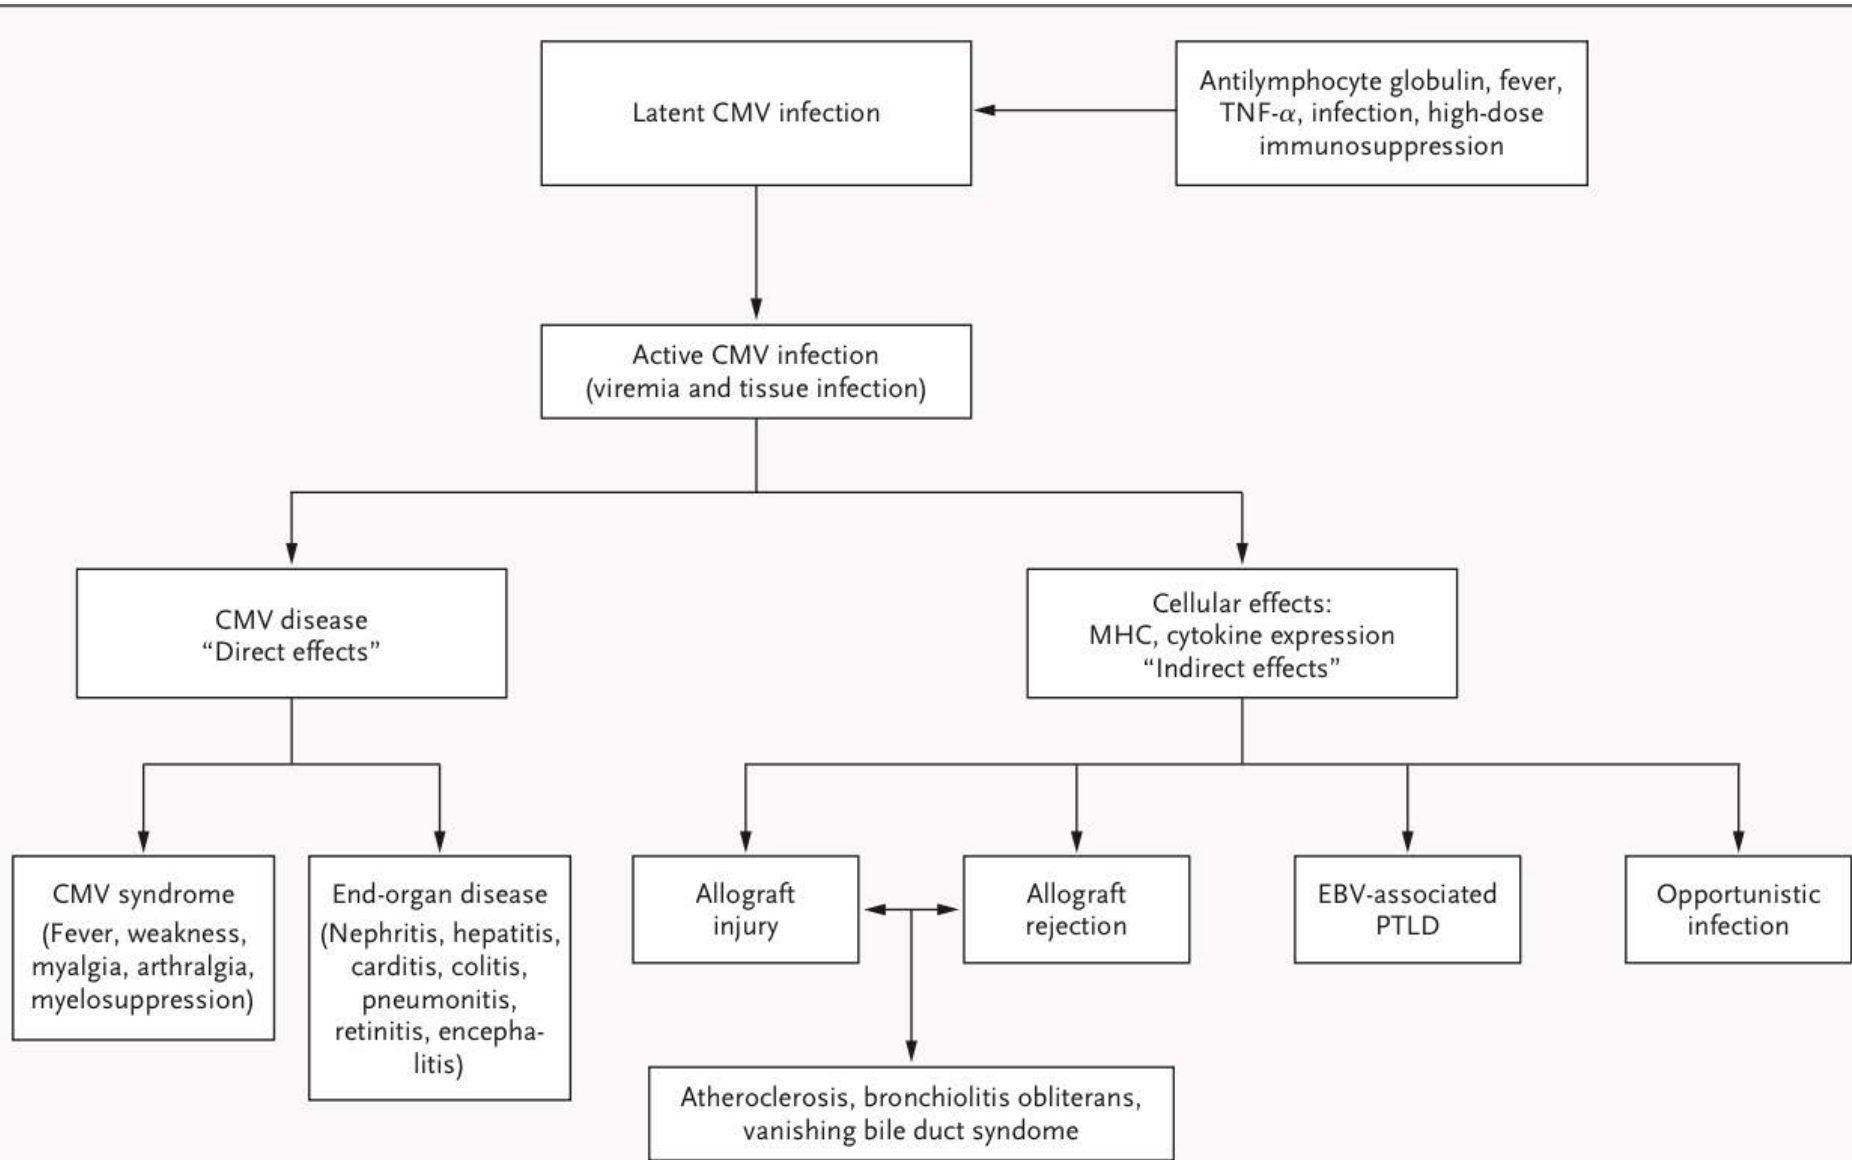 Latent CMV infection
Antilymphocyte globulin, fever,
TNF-α, infection, high-dose
immunosuppression
Active CMV infection
(viremia and tissue infection)
CMV disease
“Direct effects”
Cellular effects:
MHC, cytokine expression
“Indirect effects”
CMV syndrome
(Fever, weakness,
myalgia, arthralgia,
myelosuppression)
End-organ disease
(Nephritis, hepatitis,
carditis, colitis,
pneumonitis,
retinitis, encepha-
litis)
Allograft
injury
Allograft
rejection
EBV-associated
PTLD
Opportunistic
infection
Atheroclerosis, bronchiolitis obliterans,
vanishing bile duct syndome